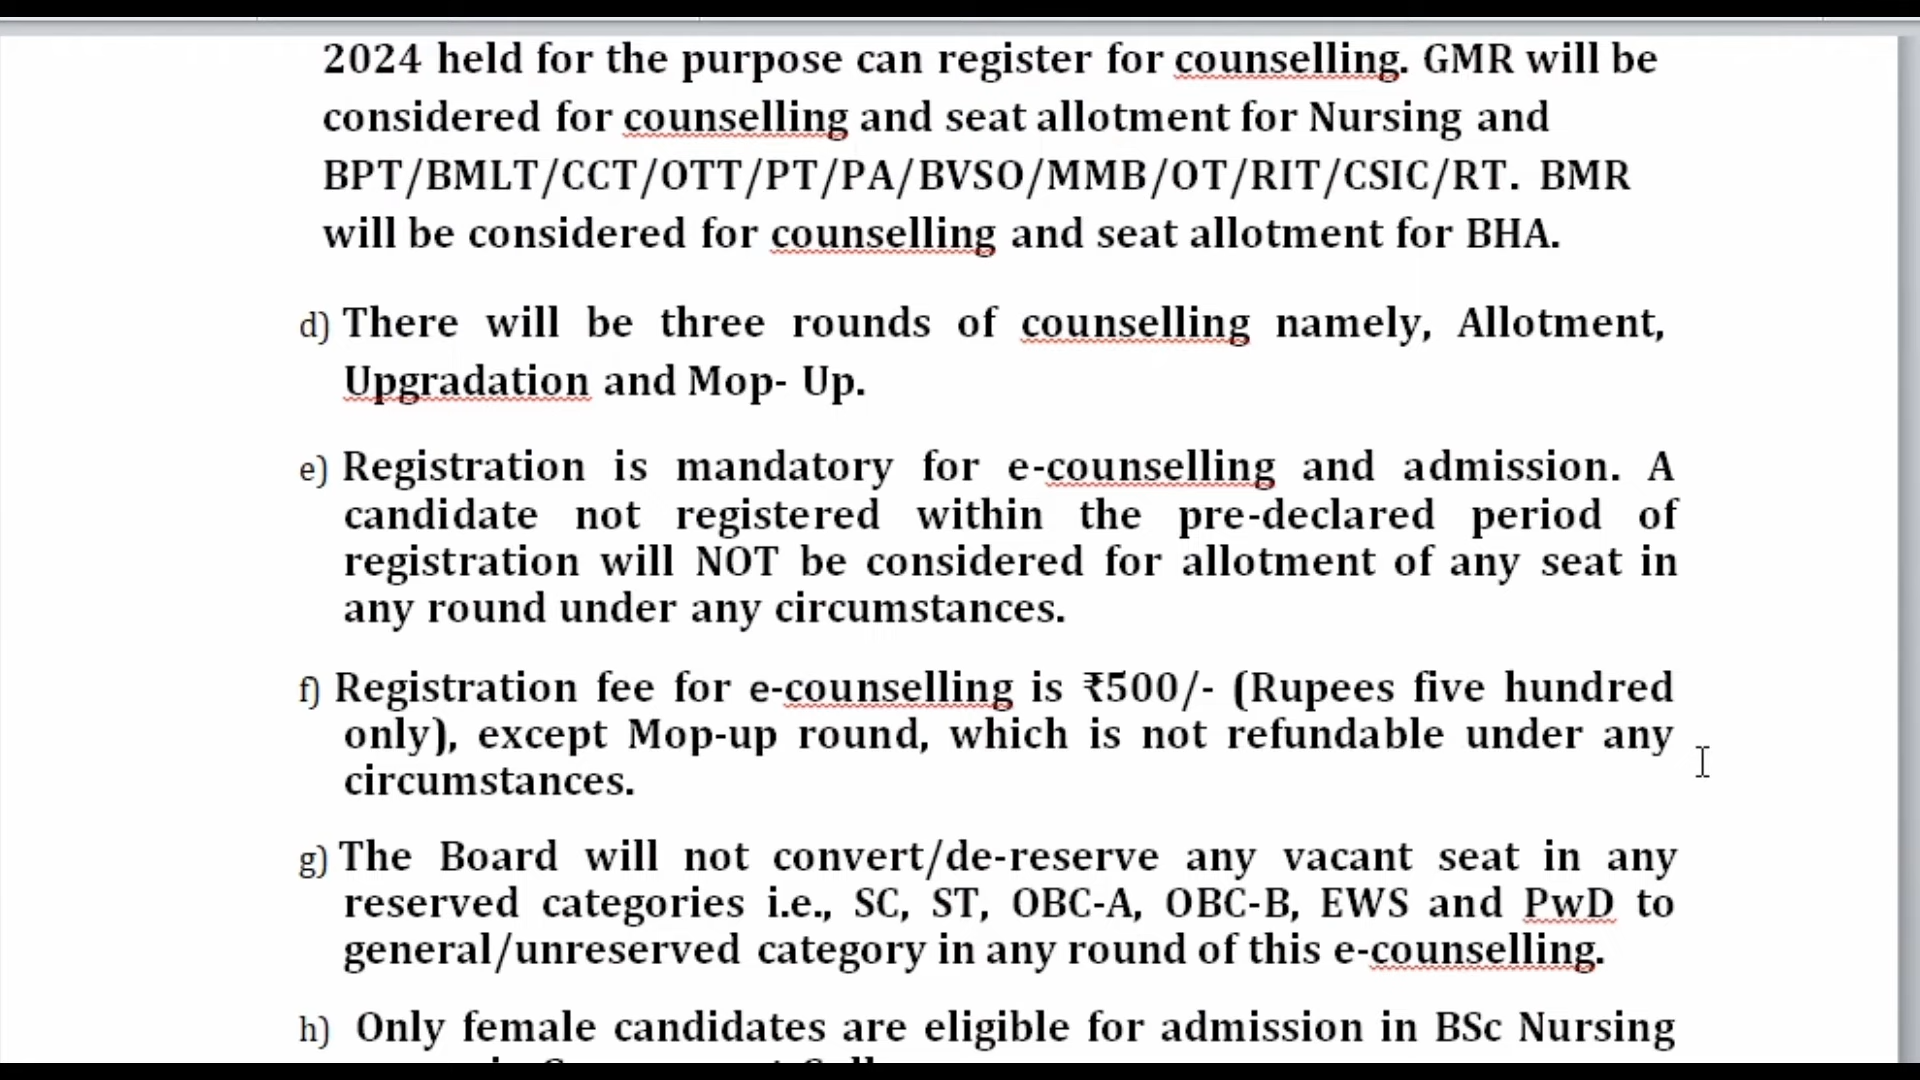 2024 held for the purpose can register for counselling. GMR will be
considered for counselling and seat allotment for Nursing and
BPT/BMLT/CCT/OTT/PT/PA/BVSO/MMB/OT/RIT/CSIC/RT. BMR
will be considered for counselling and seat allotment for BHA.
d) There will be three rounds of counselling namely, Allotment,
Upgradation and Mop- Up.
e) Registration is mandatory for e-counselling and admission. A
candidate not registered within the pre-declared period of
registration will NOT be considered for allotment of any seat in
any round under any circumstances.
f) Registration fee for e-counselling is ₹500/- (Rupees five hundred
only), except Mop-up round, which is not refundable under any
circumstances.
g) The Board will not convert/de-reserve any vacant seat in any
reserved categories i.e., SC, ST, OBC-A, OBC-B, EWS and PwD to
general/unreserved category in any round of this e-counselling.
h) Only female candidates are eligible for admission in BSc Nursing